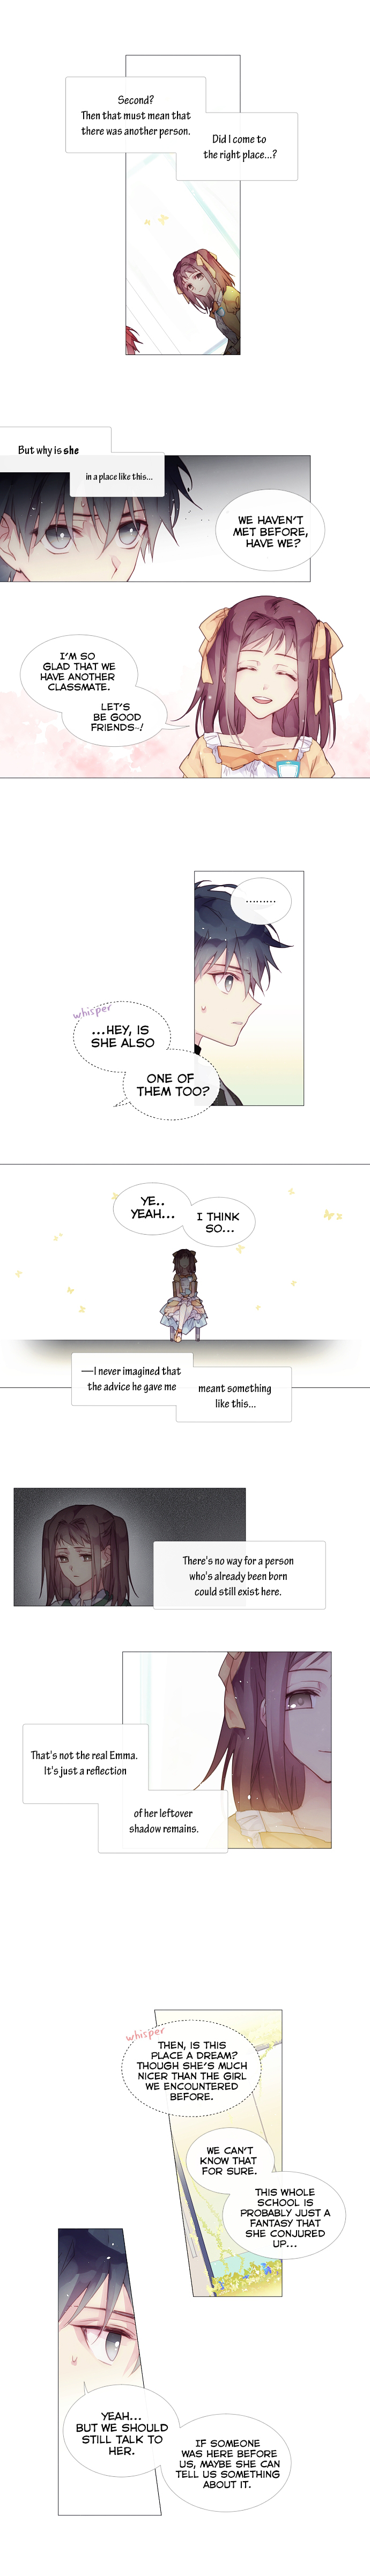 Second?
Then that must mean that
there was another person.
Did I come to
the right place...?
But why is she
in a place like this...
WE HAVEN'T
MET BEFORE,
HAVE WE?
I'M SO
GLAD THAT WE
HAVE ANOTHER
CLASSMATE.
LET'S
BE GOOD
FRIENDS~!
.........
whisper
...HEY, IS
SHE ALSO
ONE OF
THEM TOO?
YE..
YEAH...
I THINK
SO...
—I never imagined that
the advice he gave me
meant something
like this...
There's no way for a person
who's already been born
could still exist here.
That's not the real Emma.
It's just a reflection
of her leftover
shadow remains.
whisper
THEN, IS THIS
PLACE A DREAM?
THOUGH SHE'S MUCH
NICER THAN THE GIRL
WE ENCOUNTERED
BEFORE.
WE CAN'T
KNOW THAT
FOR SURE.
THIS WHOLE
SCHOOL IS
PROBABLY JUST A
FANTASY THAT
SHE CONJURED
UP...
YEAH...
BUT WE SHOULD
STILL TALK TO
HER.
IF SOMEONE
WAS HERE BEFORE
US, MAYBE SHE CAN
TELL US SOMETHING
ABOUT IT.